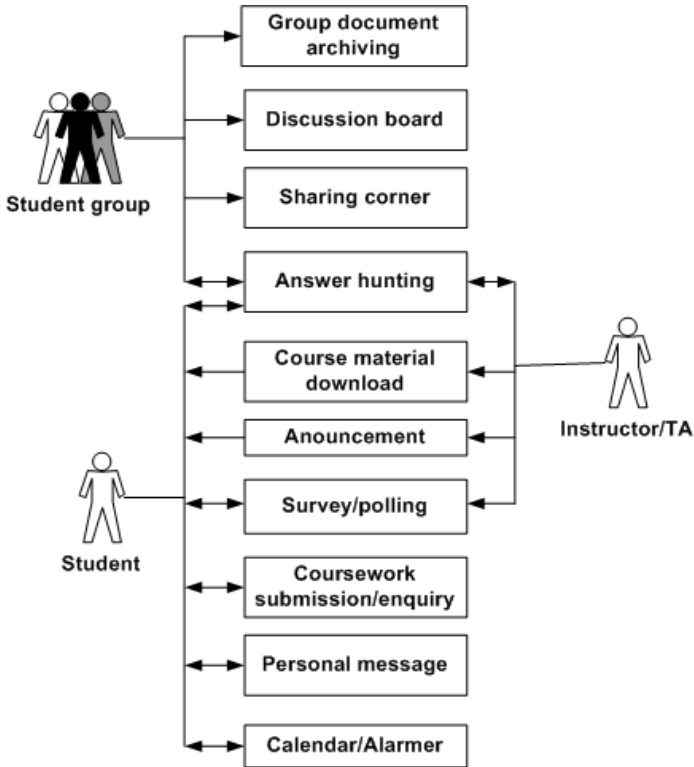 Group document
archiving
Discussion board
Student group
Sharing corner
Answer hunting
Course material
download
Instructor/TA
Anouncement
Survey/polling
Student
Coursework
submission/enquiry
Personal message
Calendar/Alarmer